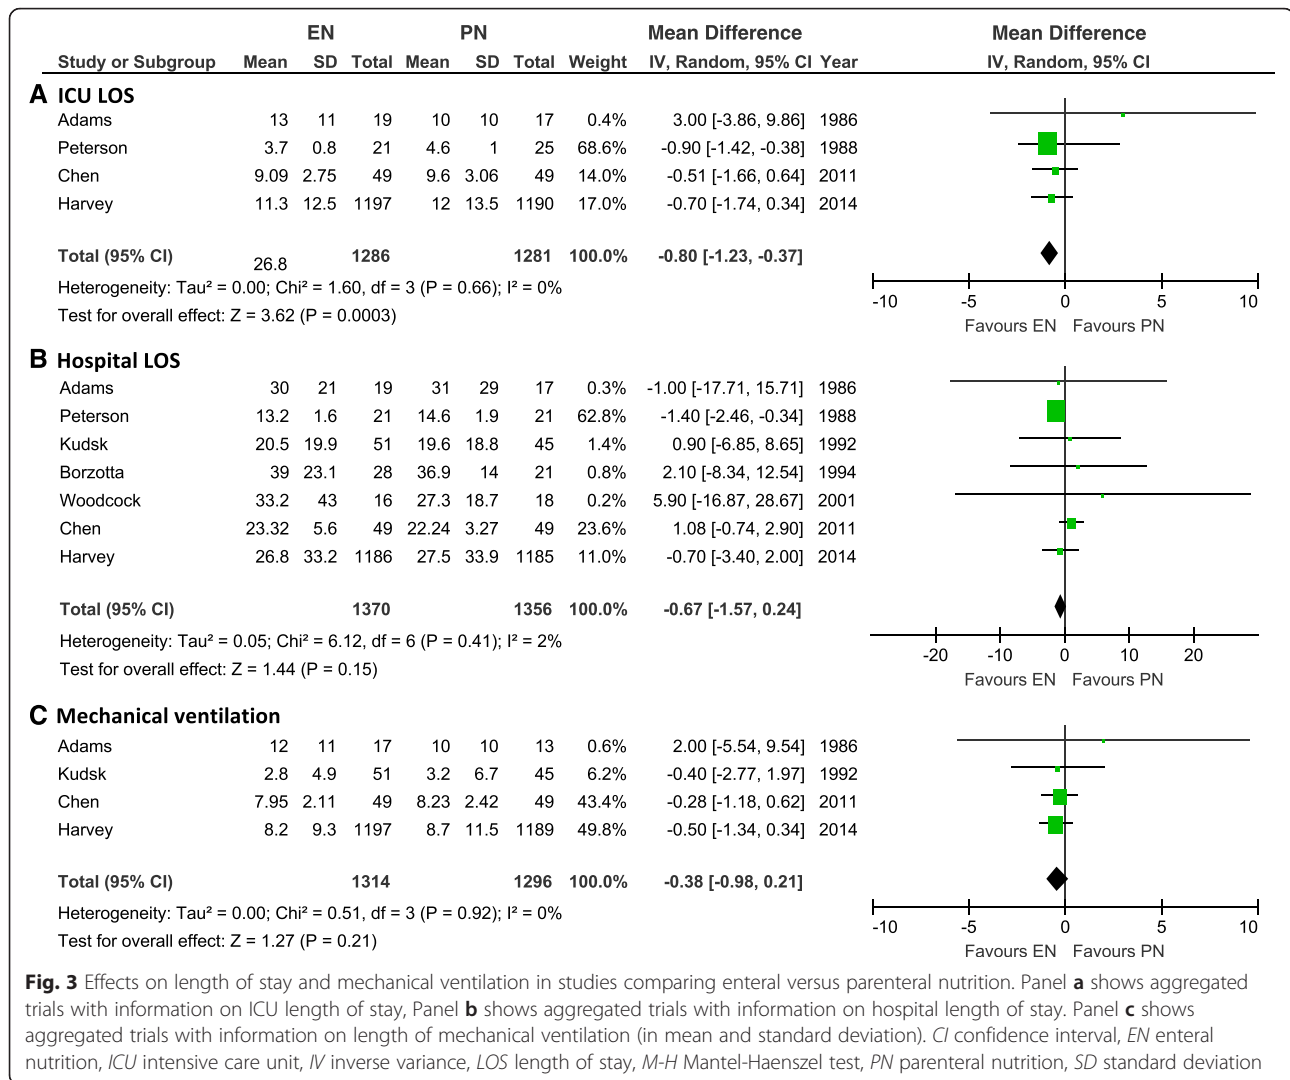 EN PN Mean Difference Mean Difference
Study or Subgroup Mean SD Total Mean SD Total Weight IV, Random, 95% CI Year IV, Random, 95% CI
A ICU LOS
Adams 13 11 19 10 10 17 0.4% 3.00 [-3.86, 9.86] 1986
Peterson 3.7 0.8 21 4.6 1 25 68.6% -0.90 [-1.42, -0.38] 1988
Chen 9.09 2.75 49 9.6 3.06 49 14.0% -0.51 [-1.66, 0.64] 2011
Harvey 11.3 12.5 1197 12 13.5 1190 17.0% -0.70 [-1.74, 0.34] 2014
Total (95% CI) 1286 1281 100.0% -0.80 [-1.23, -0.37]
26.8
Heterogeneity: Tau² = 0.00; Chi² = 1.60, df = 3 (P = 0.66); I² = 0%
-10 -5 0 5 10
Test for overall effect: Z = 3.62 (P = 0.0003)
Favours EN Favours PN
B Hospital LOS
Adams 30 21 19 31 29 17 0.3% -1.00 [-17.71, 15.71] 1986
Peterson 13.2 1.6 21 14.6 1.9 21 62.8% -1.40 [-2.46, -0.34] 1988
Kudsk 20.5 19.9 51 19.6 18.8 45 1.4% 0.90 [-6.85, 8.65] 1992
Borzotta 39 23.1 28 36.9 14 21 0.8% 2.10 [-8.34, 12.54] 1994
Woodcock 33.2 43 16 27.3 18.7 18 0.2% 5.90 [-16.87, 28.67] 2001
Chen 23.32 5.6 49 22.24 3.27 49 23.6% 1.08 [-0.74, 2.90] 2011
Harvey 26.8 33.2 1186 27.5 33.9 1185 11.0% -0.70 [-3.40, 2.00] 2014
Total (95% CI) 1370 1356 100.0% -0.67 [-1.57, 0.24]
Heterogeneity: Tau² = 0.05; Chi² = 6.12, df = 6 (P = 0.41); I² = 2%
-20 -10 0 10 20
Test for overall effect: Z = 1.44 (P = 0.15)
Favours EN Favours PN
C Mechanical ventilation
Adams 12 11 17 10 10 13 0.6% 2.00 [-5.54, 9.54] 1986
Kudsk 2.8 4.9 51 3.2 6.7 45 6.2% -0.40 [-2.77, 1.97] 1992
Chen 7.95 2.11 49 8.23 2.42 49 43.4% -0.28 [-1.18, 0.62] 2011
Harvey 8.2 9.3 1197 8.7 11.5 1189 49.8% -0.50 [-1.34, 0.34] 2014
Total (95% CI) 1314 1296 100.0% -0.38 [-0.98, 0.21]
Heterogeneity: Tau² = 0.00; Chi² = 0.51, df = 3 (P = 0.92); I² = 0%
-10 -5 0 5 10
Test for overall effect: Z = 1.27 (P = 0.21)
Favours EN Favours PN
Fig. 3 Effects on length of stay and mechanical ventilation in studies comparing enteral versus parenteral nutrition. Panel a shows aggregated
trials with information on ICU length of stay, Panel b shows aggregated trials with information on hospital length of stay. Panel c shows
aggregated trials with information on length of mechanical ventilation (in mean and standard deviation). CI confidence interval, EN enteral
nutrition, ICU intensive care unit, IV inverse variance, LOS length of stay, M-H Mantel-Haenszel test, PN parenteral nutrition, SD standard deviation